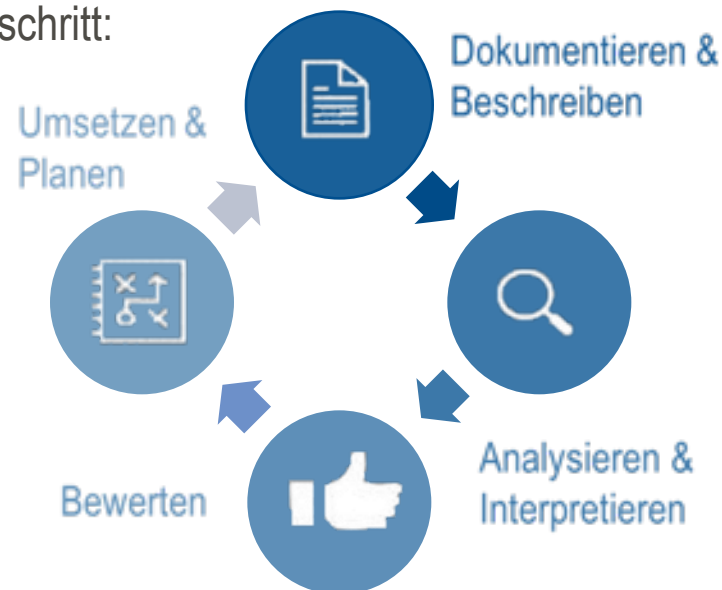 schritt:
Dokumentieren &
Beschreiben
Umsetzen &
Planen
Analysieren &
Interpretieren
Bewerten